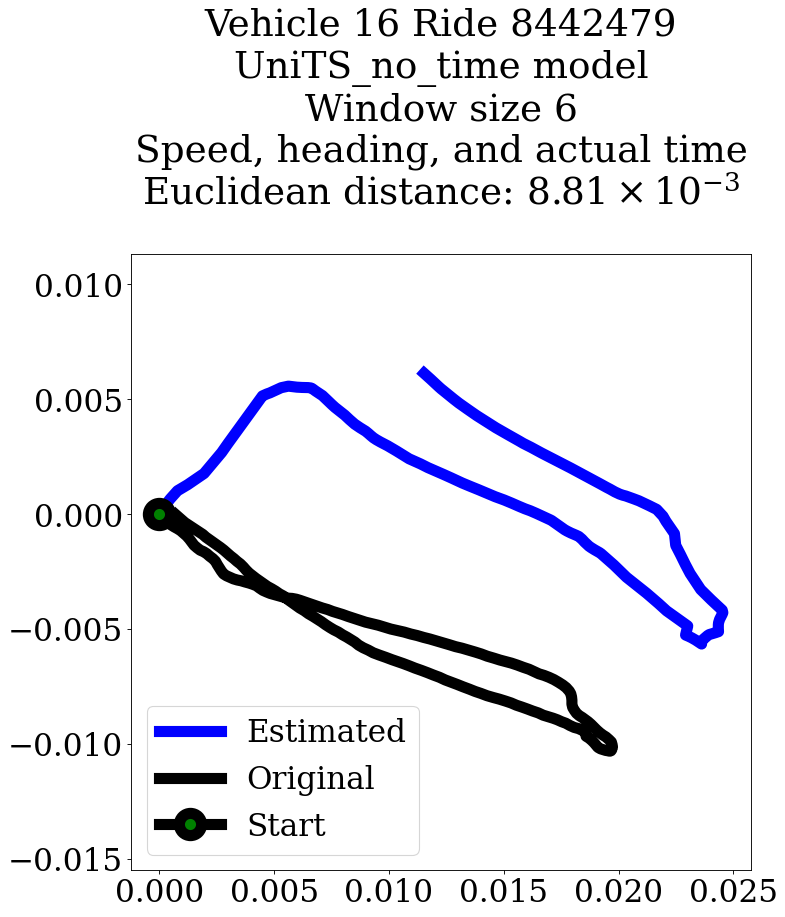 Vehicle 16 Ride 8442479
UniTS_no_time model
Window size 6
Speed, heading, and actual time
Euclidean distance: 8.81 × 10⁻³
0.010
0.005
0.000
−0.005
−0.010
−0.015
Estimated
Original
Start
0.000 0.005 0.010 0.015 0.020 0.025